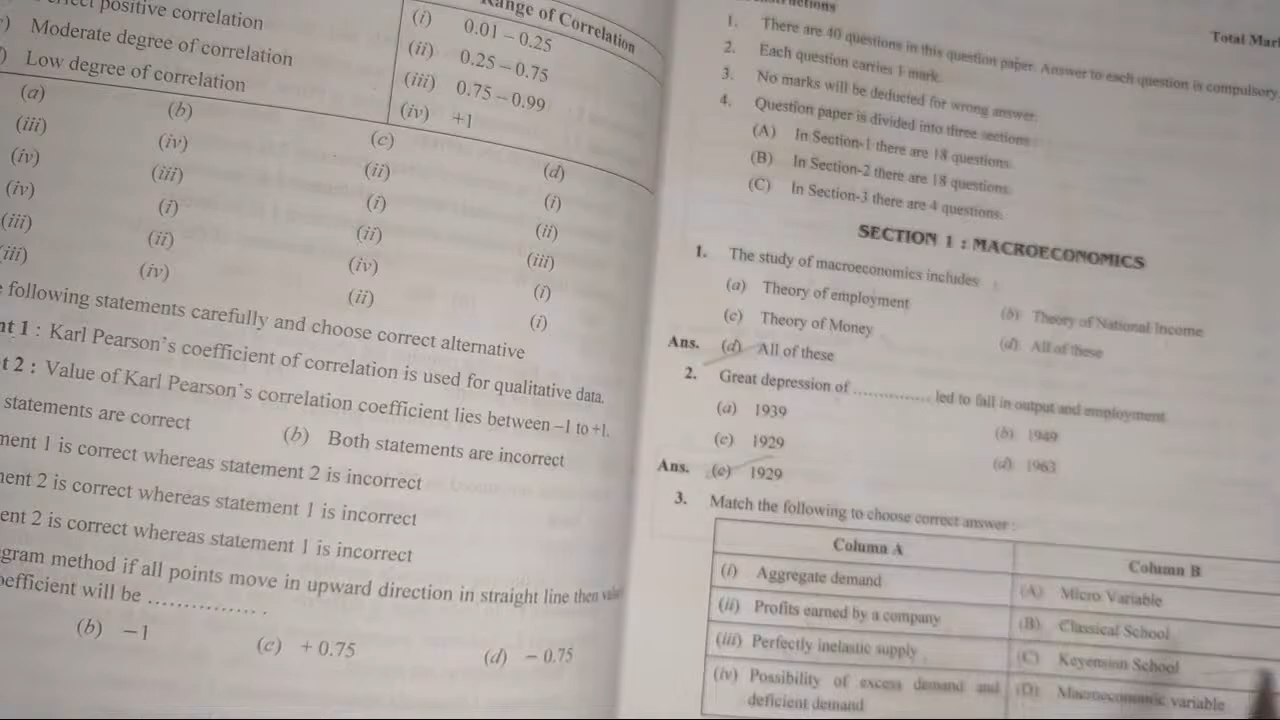 positive correlation
Moderate degree of correlation
Low degree of correlation
Range of Correlation
(i) 0.01 – 0.25
(ii) 0.25 – 0.75
(iii) 0.75 – 0.99
(iv) +1
(a) (b) (c) (d)
(iii) (iv) (ii) (i)
(iv) (iii) (i) (ii)
(iv) (i) (ii) (iii)
(iii) (ii) (iv) (i)
(iii) (iv) (ii) (i)
following statements carefully and choose correct alternative
1 : Karl Pearson's coefficient of correlation is used for qualitative data.
2 : Value of Karl Pearson's correlation coefficient lies between –1 to +1.
statements are correct (b) Both statements are incorrect
1 is correct whereas statement 2 is incorrect
2 is correct whereas statement 1 is incorrect
2 is correct whereas statement 1 is incorrect
method if all points move in upward direction in straight line then
will be ................ .
(b) –1 (c) + 0.75 (d) – 0.75
Total
1. There are 40 questions in this question paper. Answer to each question is compulsory.
2. Each question carries 1 mark.
3. No marks will be deducted for wrong answer.
4. Question paper is divided into three sections
(A) In Section-1 there are 18 questions.
(B) In Section-2 there are 18 questions.
(C) In Section-3 there are 4 questions.
SECTION 1 : MACROECONOMICS
1. The study of macroeconomics includes
(a) Theory of employment (b) Theory of National Income
(c) Theory of Money (d) All of these
Ans. (d) All of these
2. Great depression of ............... led to fall in output and employment
(a) 1939 (b) 1949
(c) 1929 (d) 1963
Ans. (c) 1929
3. Match the following to choose correct answer :
Column A Column B
(i) Aggregate demand (A) Micro Variable
(ii) Profits earned by a company (B) Classical School
(iii) Perfectly inelastic supply (C) Keyensian School
(iv) Possibility of excess demand and deficient demand (D) Macroeconomic variable